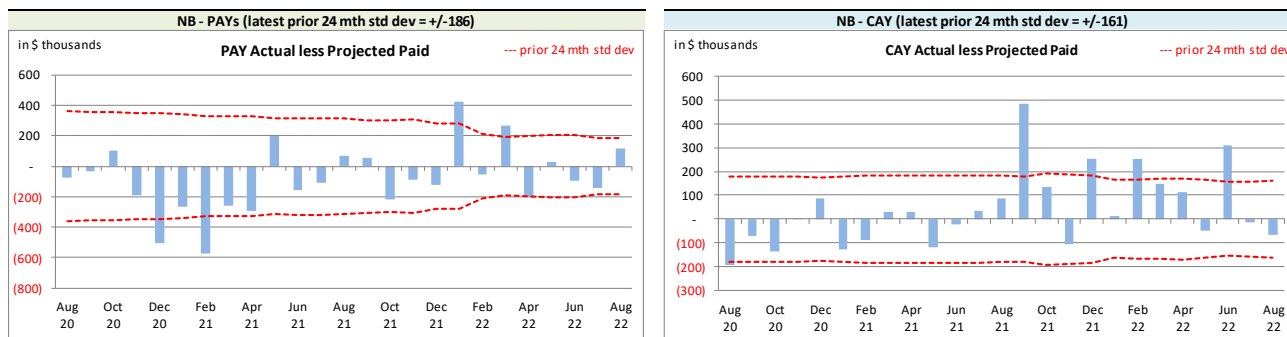 NB - PAYs (latest prior 24 mth std dev = +/-186)
in $ thousands
PAY Actual less Projected Paid
--- prior 24 mth std dev
600
400
200
-
(200)
(400)
(600)
(800)
Aug Oct Dec Feb Apr Jun Aug Oct Dec Feb Apr Jun Aug
20 20 20 21 21 21 21 21 21 22 22 22 22
NB - CAY (latest prior 24 mth std dev = +/-161)
in $ thousands
CAY Actual less Projected Paid
--- prior 24 mth std dev
600
500
400
300
200
100
-
(100)
(200)
(300)
Aug Oct Dec Feb Apr Jun Aug Oct Dec Feb Apr Jun Aug
20 20 20 21 21 21 21 21 21 22 22 22 22